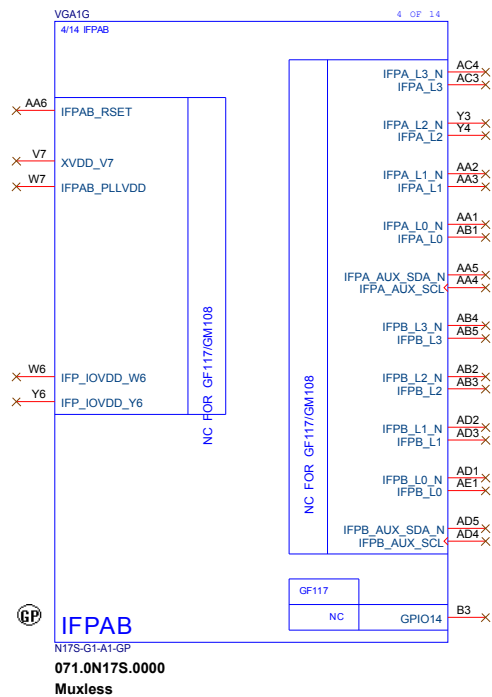 VGA1G
4 OF 14
4/14 IFPAB
AA6 IFPAB_RSET
V7 XVDD_V7
W7 IFPAB_PLLVDD
W6 IFP_IOVDD_W6
Y6 IFP_IOVDD_Y6
NC FOR GF117/GM108
NC FOR GF117/GM108
IFPA_L3_N AC4
IFPA_L3 AC3
IFPA_L2_N Y3
IFPA_L2 Y4
IFPA_L1_N AA2
IFPA_L1 AA3
IFPA_L0_N AA1
IFPA_L0 AB1
IFPA_AUX_SDA_N AA5
IFPA_AUX_SCL AA4
IFPB_L3_N AB4
IFPB_L3 AB5
IFPB_L2_N AB2
IFPB_L2 AB3
IFPB_L1_N AD2
IFPB_L1 AD3
IFPB_L0_N AD1
IFPB_L0 AE1
IFPB_AUX_SDA_N AD5
IFPB_AUX_SCL AD4
GF117
NC GPIO14 B3
GP
IFPAB
N17S-G1-A1-GP
071.0N17S.0000
Muxless